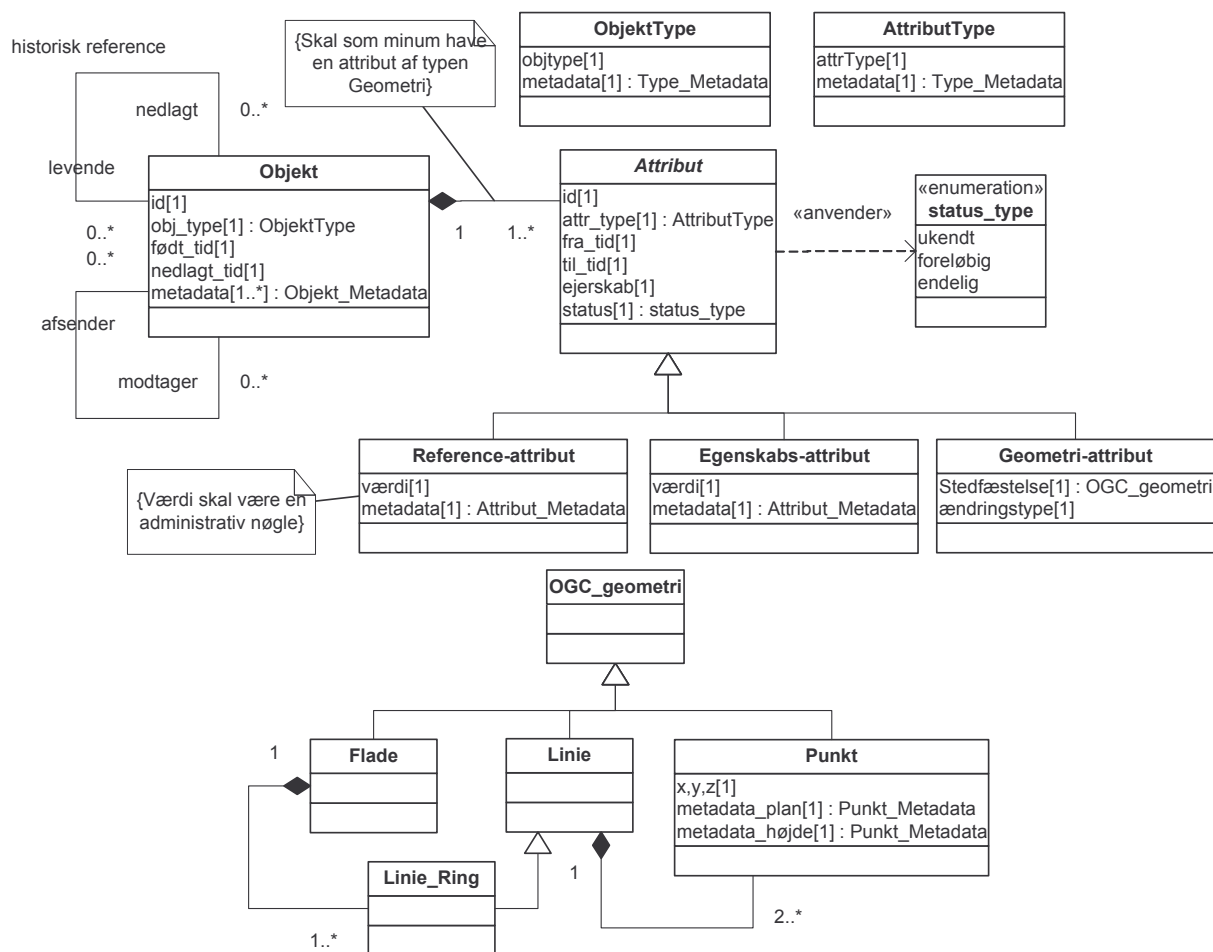 historisk reference
{Skal som minum have
en attribut af typen
Geometri}
ObjektType
objtype[1]
metadata[1] : Type_Metadata
AttributType
attrType[1]
metadata[1] : Type_Metadata
nedlagt
0..*
levende
Objekt
id[1]
obj_type[1] : ObjektType
født_tid[1]
nedlagt_tid[1]
metadata[1..*] : Objekt_Metadata
0..*
0..*
afsender
modtager
0..*
1
1..*
Attribut
id[1]
attr_type[1] : AttributType
fra_tid[1]
til_tid[1]
ejerskab[1]
status[1] : status_type
«anvender»
«enumeration»
status_type
ukendt
foreløbig
endelig
{Værdi skal være en
administrativ nøgle}
Reference-attribut
værdi[1]
metadata[1] : Attribut_Metadata
Egenskabs-attribut
værdi[1]
metadata[1] : Attribut_Metadata
Geometri-attribut
Stedfæstelse[1] : OGC_geometri
ændringstype[1]
OGC_geometri
1
Flade
Linie
Punkt
x,y,z[1]
metadata_plan[1] : Punkt_Metadata
metadata_højde[1] : Punkt_Metadata
Linie_Ring
1
1..*
2..*